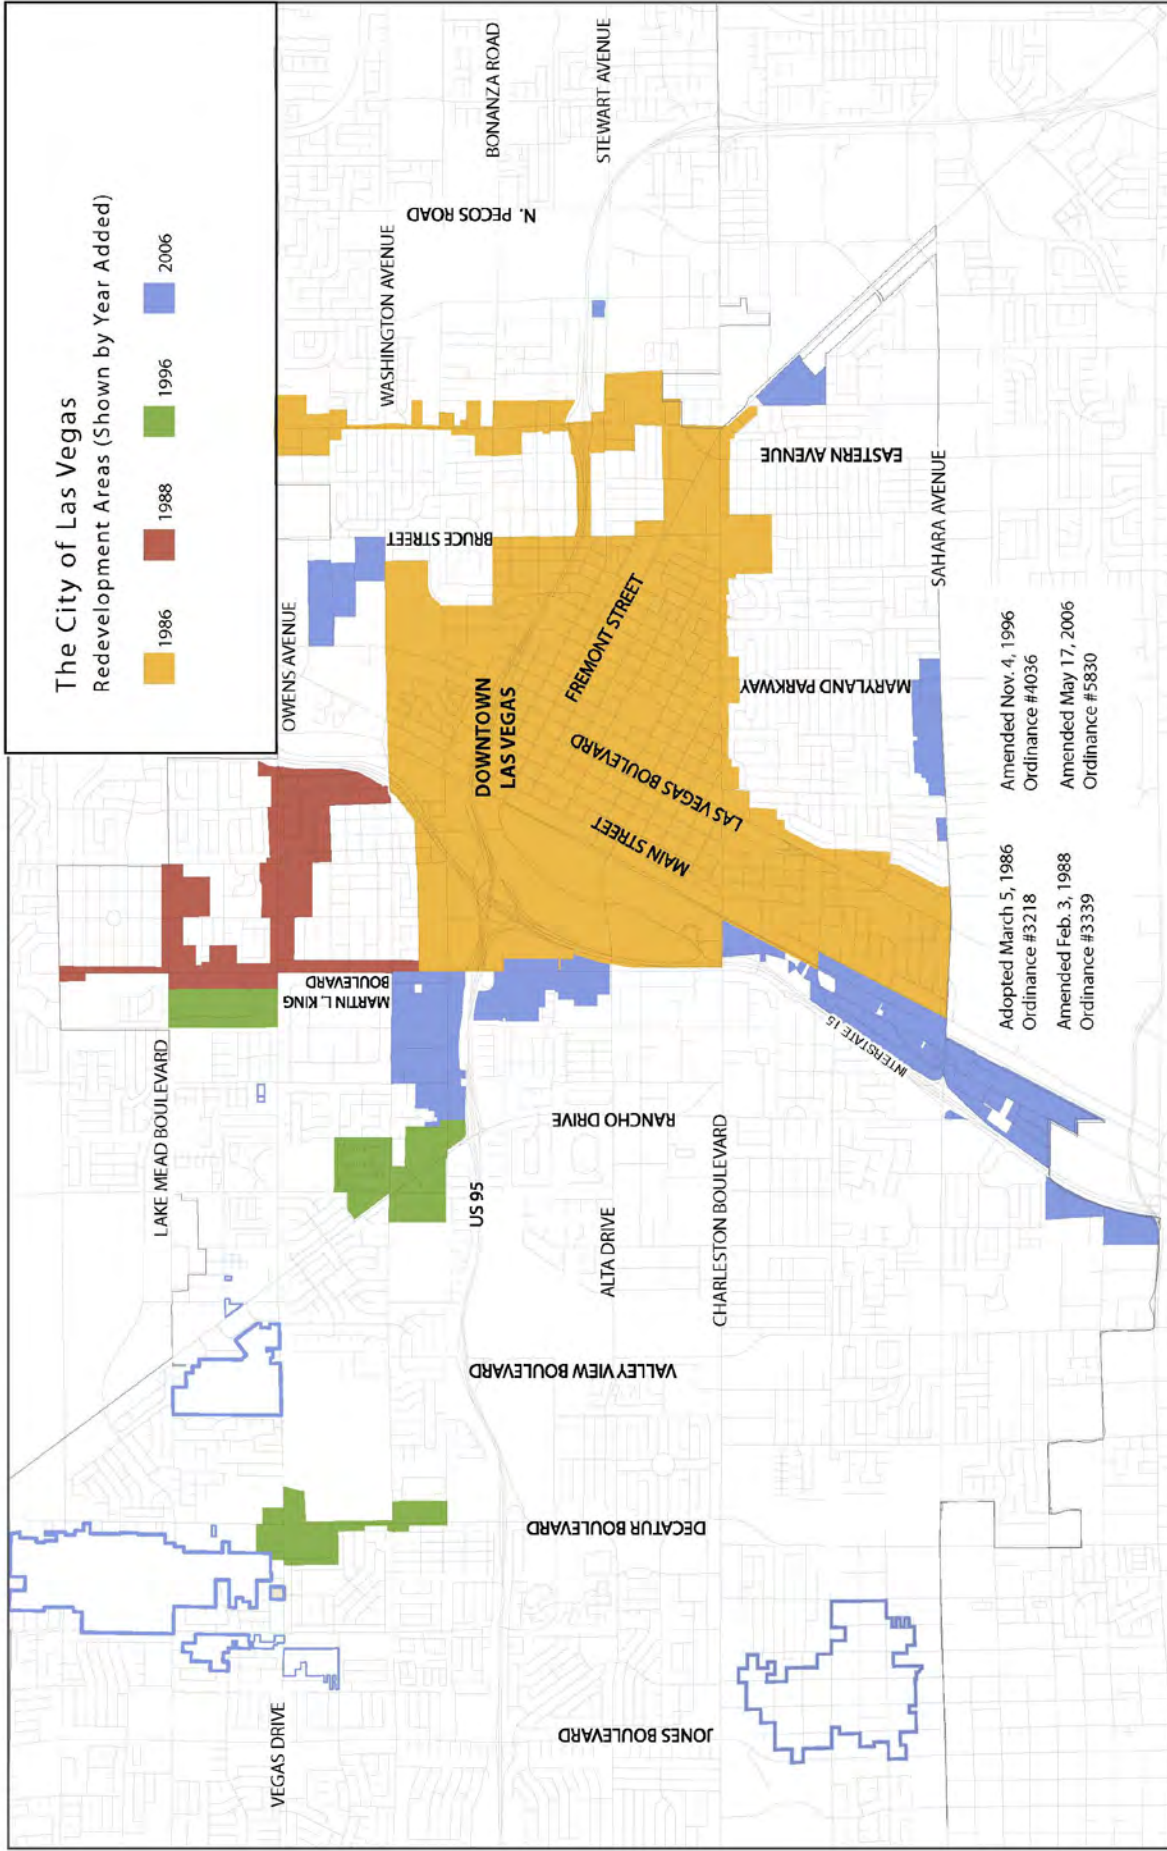 The City of Las Vegas
Redevelopment Areas (Shown by Year Added)
1986
1988
1996
2006
LAKE MEAD BOULEVARD
OWENS AVENUE
VEGAS DRIVE
MARTIN L. KING
BOULEVARD
WASHINGTON AVENUE
N. PECOS ROAD
BRUCE STREET
BONANZA ROAD
US 95
DOWNTOWN
LAS VEGAS
STEWART AVENUE
FREMONT STREET
LAS VEGAS BOULEVARD
MAIN STREET
VALLEY VIEW BOULEVARD
RANCHO DRIVE
ALTA DRIVE
DECATUR BOULEVARD
JONES BOULEVARD
CHARLESTON BOULEVARD
MARYLAND PARKWAY
EASTERN AVENUE
INTERSTATE 15
SAHARA AVENUE
Adopted March 5, 1986
Ordinance #3218
Amended Feb. 3, 1988
Ordinance #3339
Amended Nov. 4, 1996
Ordinance #4036
Amended May 17, 2006
Ordinance #5830